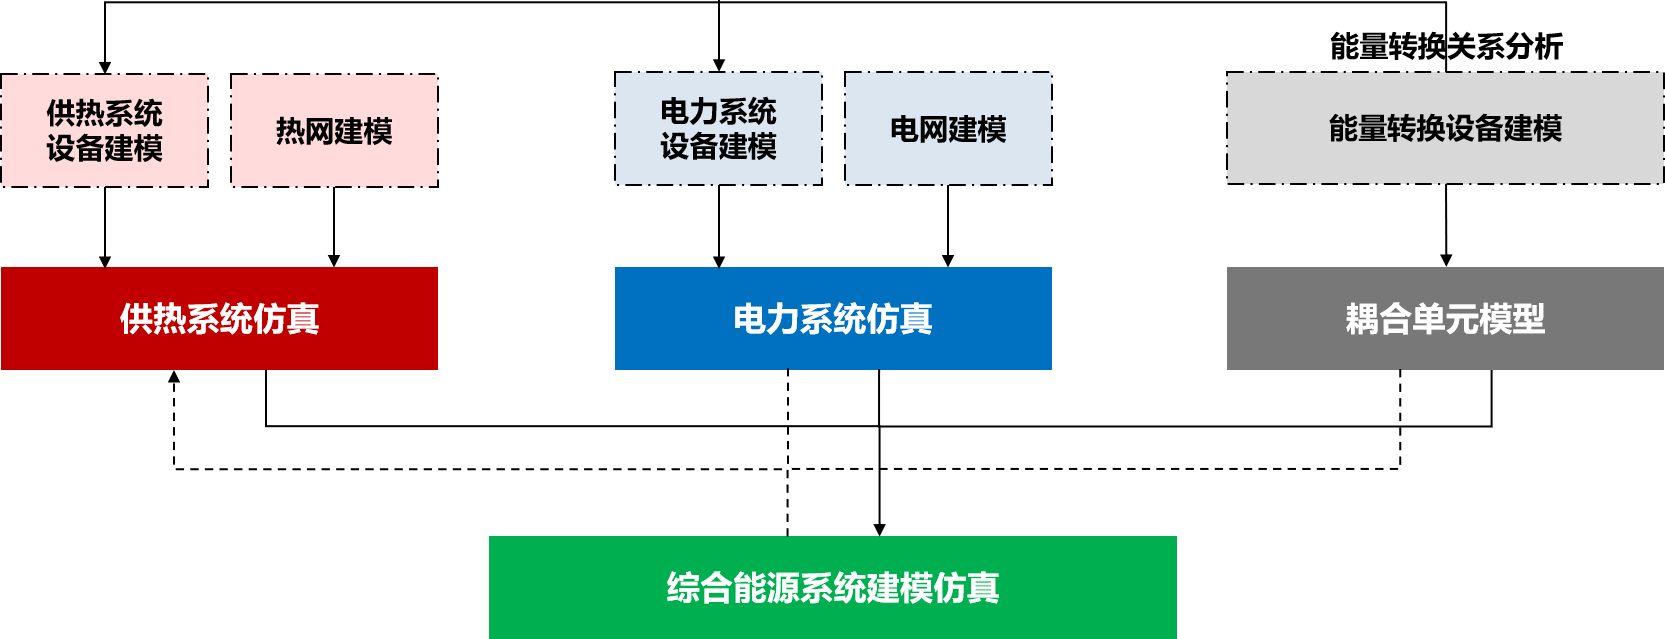 能量转换关系分析
供热系统
设备建模
热网建模
电力系统
设备建模
电网建模
能量转换设备建模
供热系统仿真
电力系统仿真
耦合单元模型
综合能源系统建模仿真